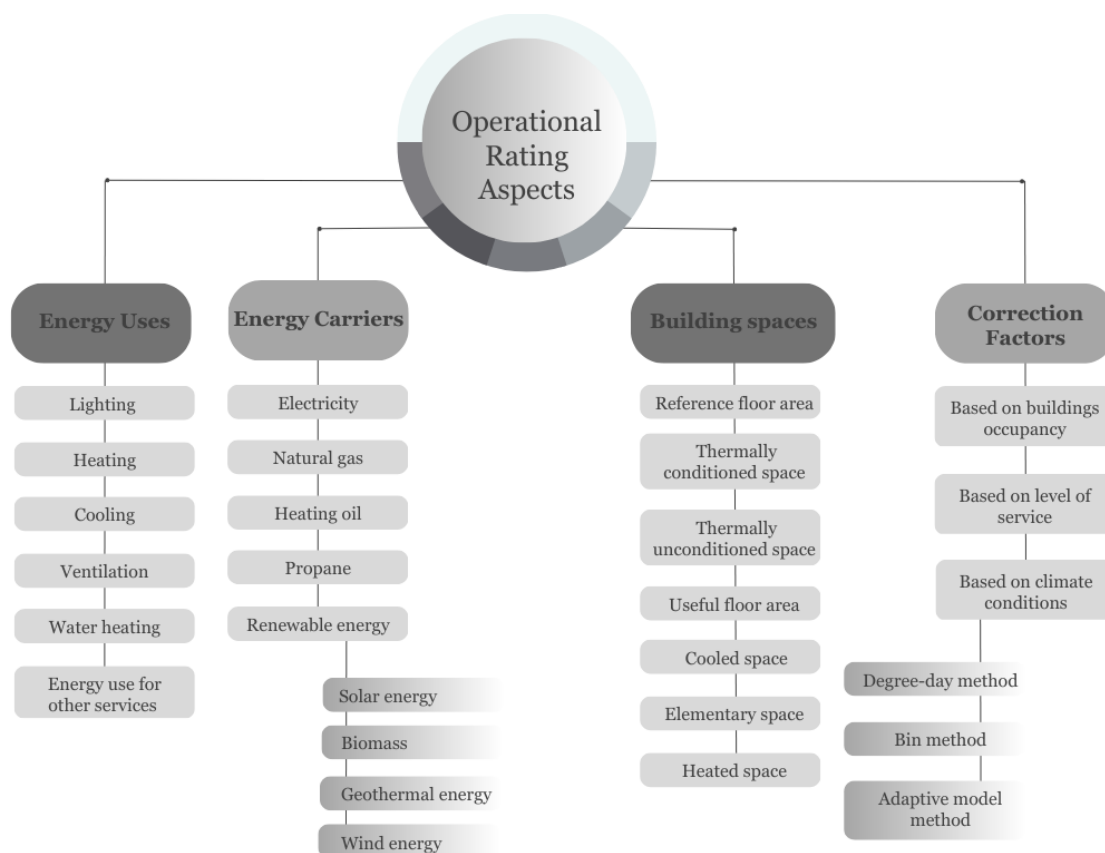 Operational
Rating
Aspects
Energy Uses
Lighting
Heating
Cooling
Ventilation
Water heating
Energy use for
other services
Energy Carriers
Electricity
Natural gas
Heating oil
Propane
Renewable energy
Solar energy
Biomass
Geothermal energy
Wind energy
Building spaces
Reference floor area
Thermally
conditioned space
Thermally
unconditioned space
Useful floor area
Cooled space
Elementary space
Heated space
Correction
Factors
Based on buildings
occupancy
Based on level of
service
Based on climate
conditions
Degree-day method
Bin method
Adaptive model
method